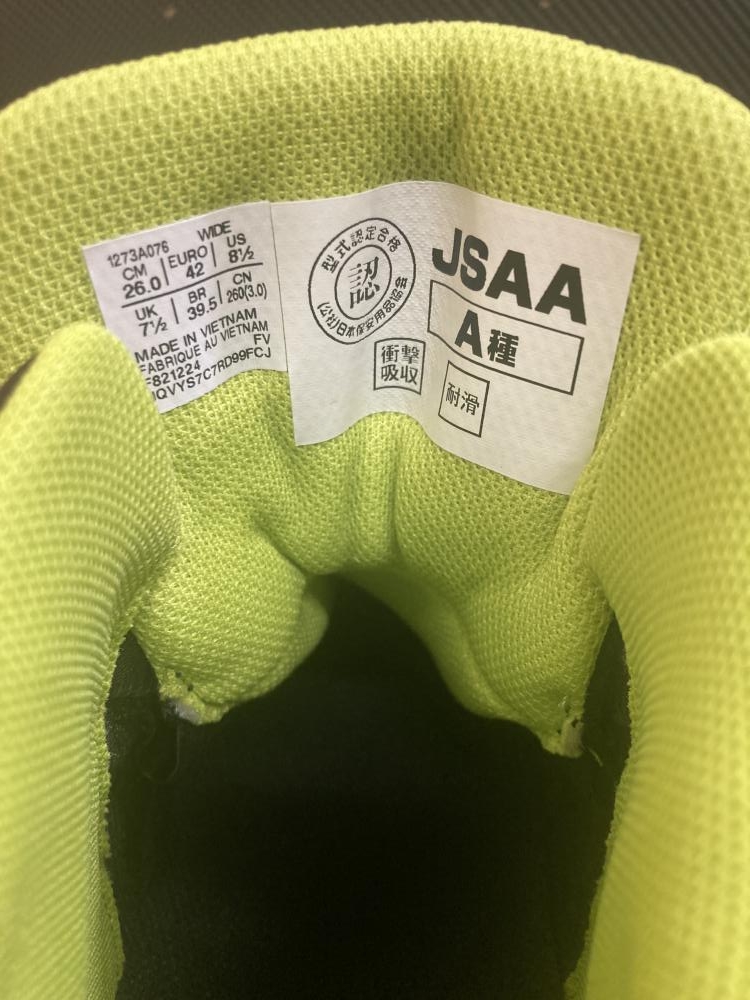 1273A076 WIDE
CM EURO US
26.0 42 8½
UK BR CN
7½ 39.5 260(3.0)
MADE IN VIETNAM
FABRIQUE AU VIETNAM
821224 FV
QVYS7C7RD99FCJ
型式認定合格
認
(公社)日本保安用品協会
JSAA
A種
衝撃
吸収
耐滑